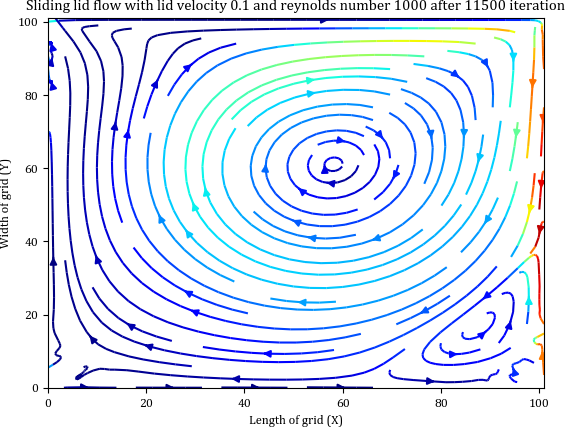 Sliding lid flow with lid velocity 0.1 and reynolds number 1000 after 11500 iteration
100
80
60
40
20
0
Width of grid (Y)
0 20 40 60 80 100
Length of grid (X)